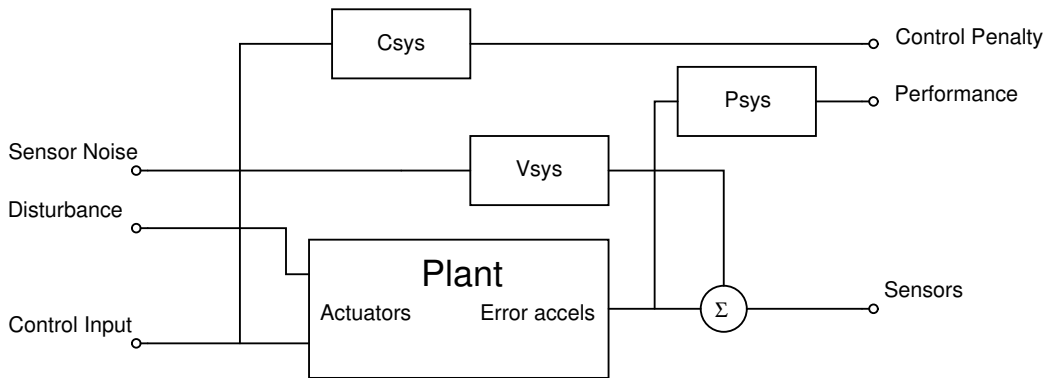 Csys
Control Penalty
Psys
Performance
Sensor Noise
Vsys
Disturbance
Plant
Actuators
Error accels
Σ
Sensors
Control Input